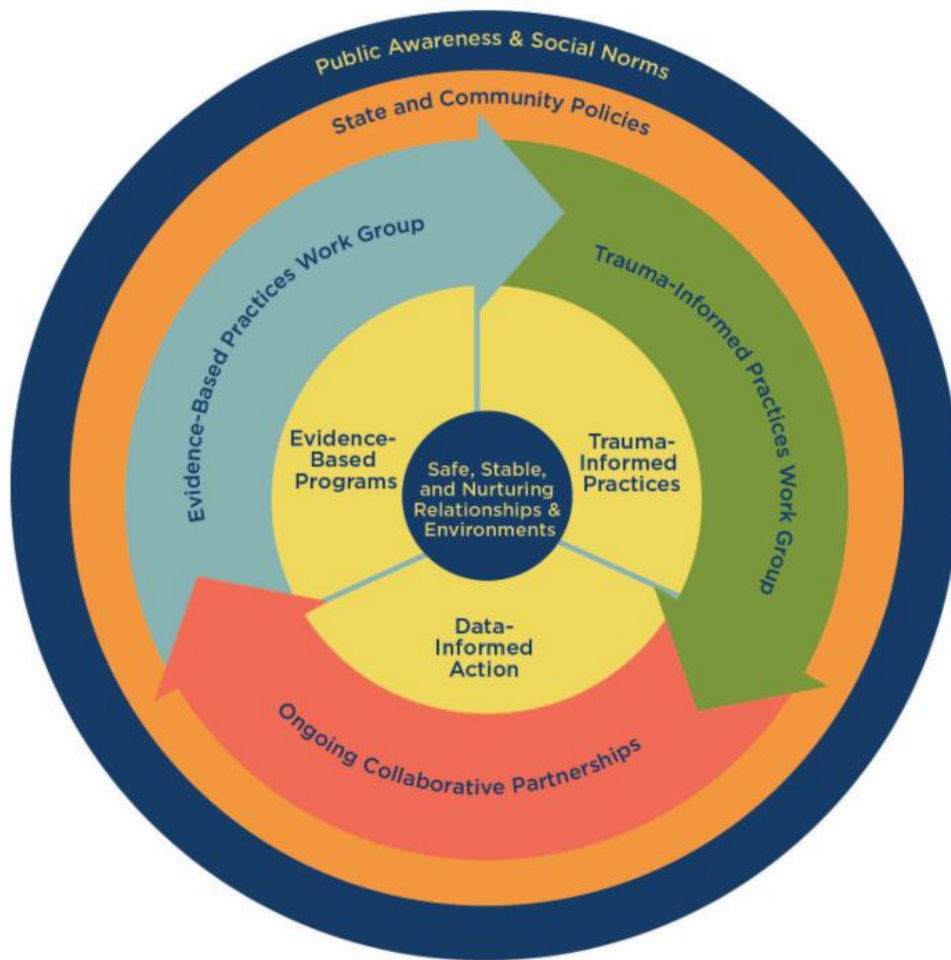 Public Awareness & Social Norms
State and Community Policies
Evidence-Based Practices Work Group
Trauma-Informed Practices Work Group
Evidence-
Based
Programs
Trauma-
Informed
Practices
Safe, Stable,
and Nurturing
Relationships &
Environments
Data-
Informed
Action
Ongoing Collaborative Partnerships